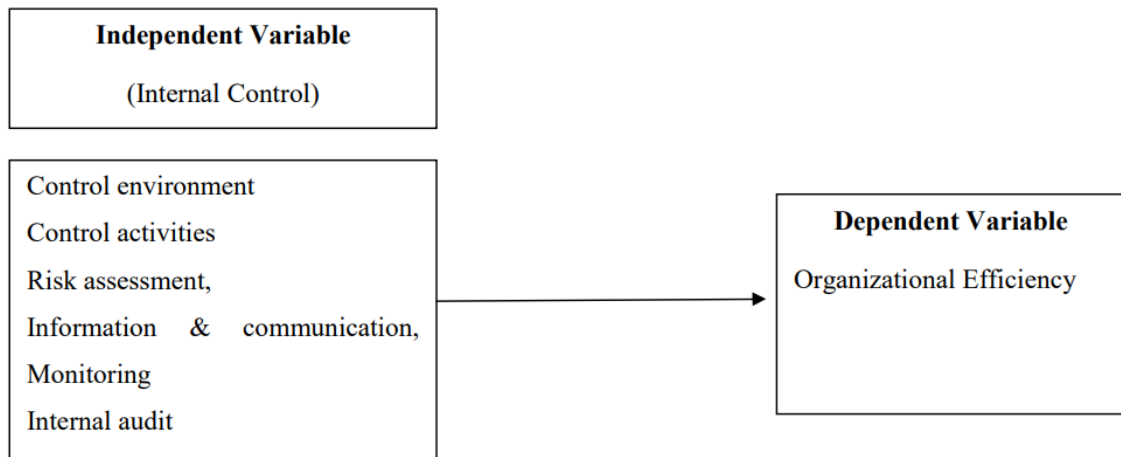 Independent Variable
(Internal Control)
Control environment
Control activities
Risk assessment,
Information & communication,
Monitoring
Internal audit
Dependent Variable
Organizational Efficiency